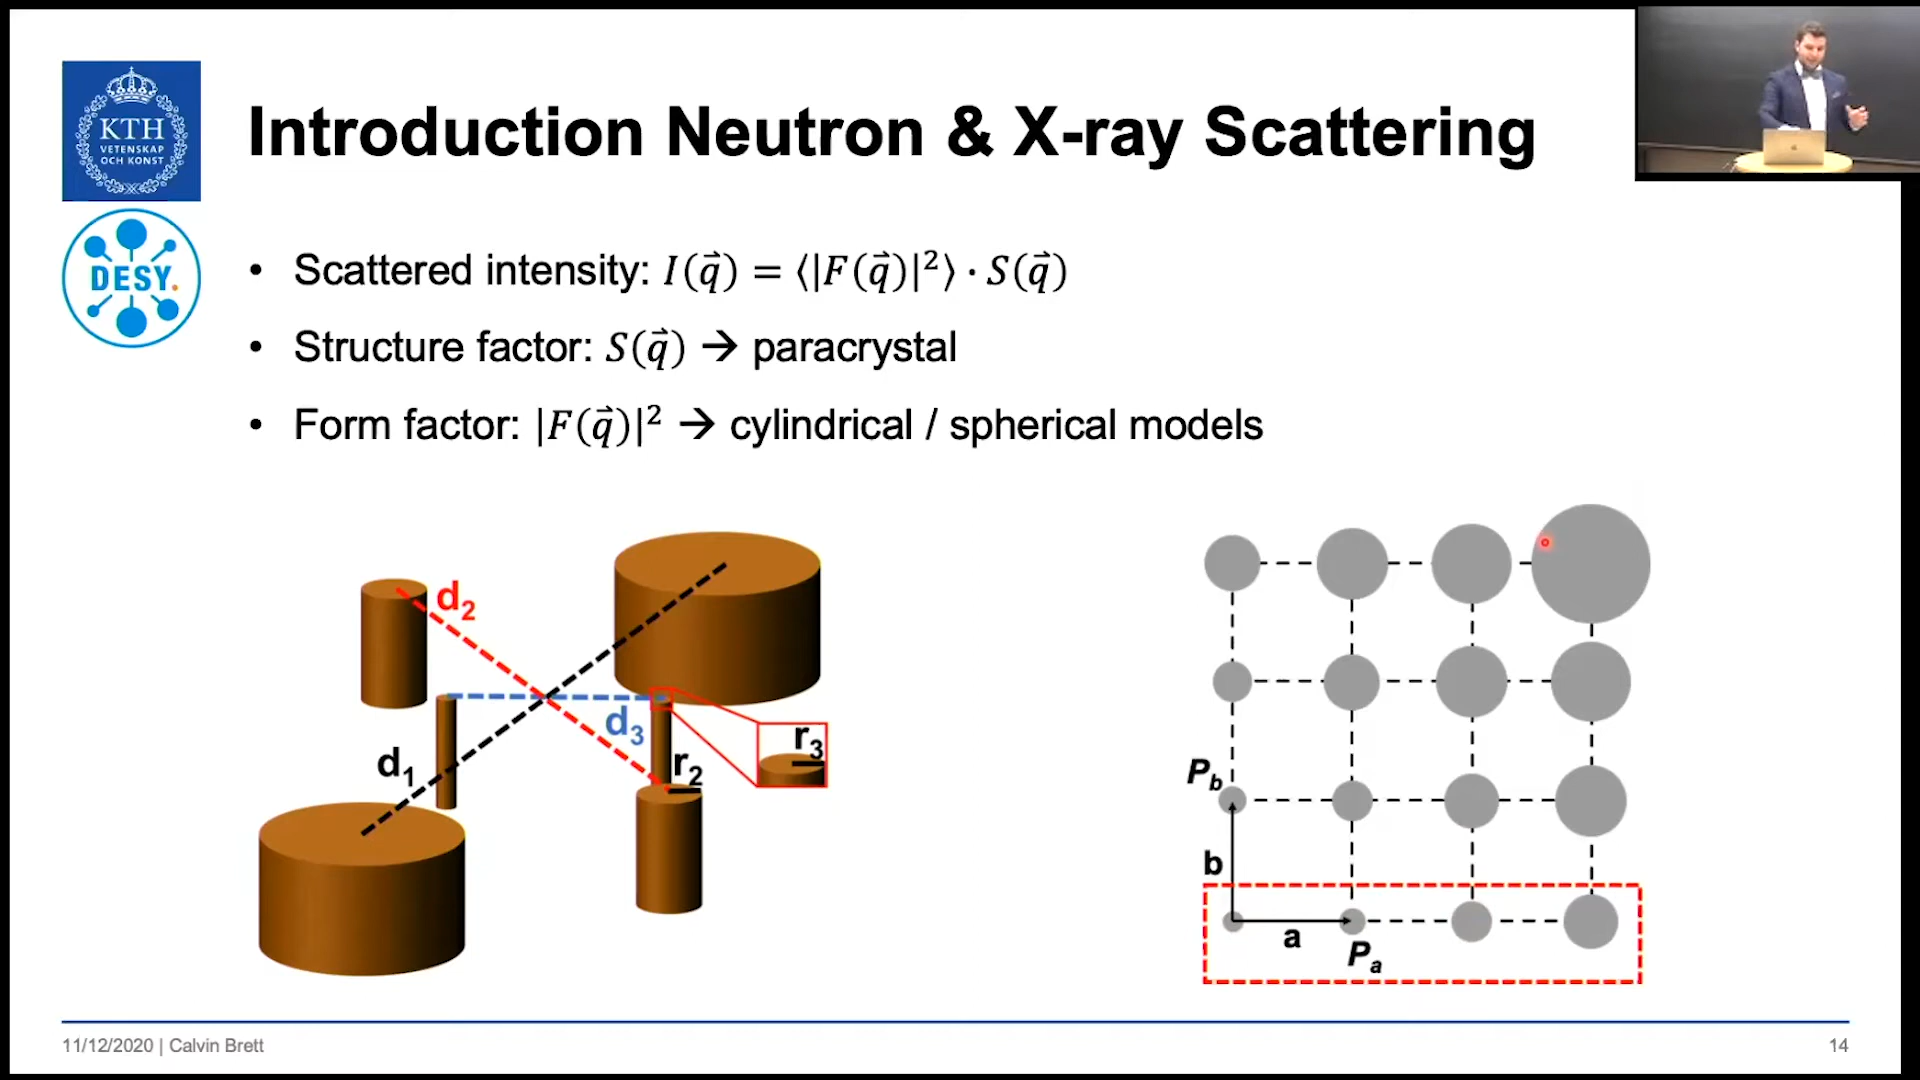 KTH
VETENSKAP
OCH KONST
DESY.
Introduction Neutron & X-ray Scattering
• Scattered intensity: I(q⃗) = ⟨|F(q⃗)|²⟩ · S(q⃗)
• Structure factor: S(q⃗) → paracrystal
• Form factor: |F(q⃗)|² → cylindrical / spherical models
d₂
d₃
r₃
r₂
d₁
P_b
b
a
Pₐ
11/12/2020 | Calvin Brett
14